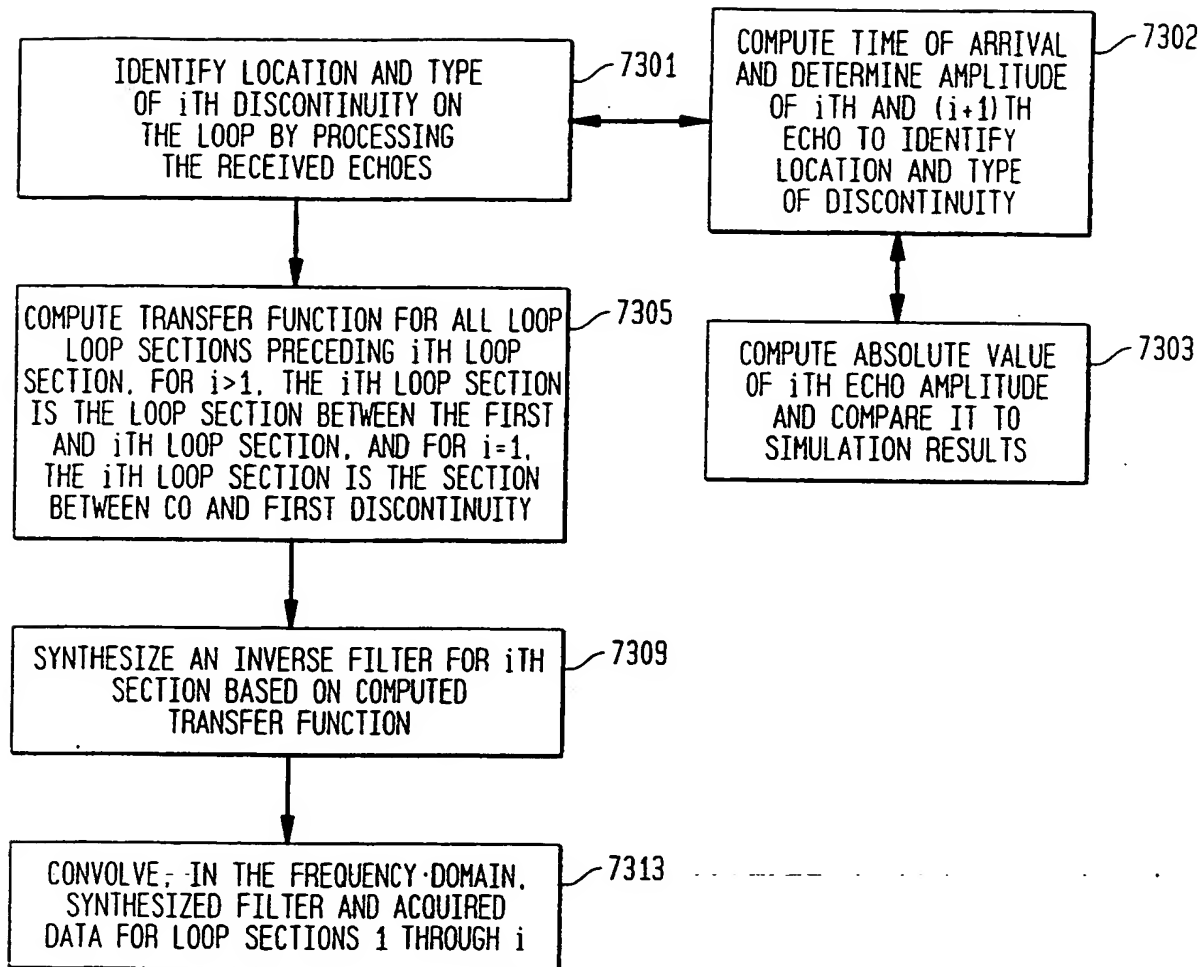 IDENTIFY LOCATION AND TYPE
OF iTH DISCONTINUITY ON
THE LOOP BY PROCESSING
THE RECEIVED ECHOES
7301
COMPUTE TIME OF ARRIVAL
AND DETERMINE AMPLITUDE
OF iTH AND (i+1)TH
ECHO TO IDENTIFY
LOCATION AND TYPE
OF DISCONTINUITY
7302
COMPUTE ABSOLUTE VALUE
OF iTH ECHO AMPLITUDE
AND COMPARE IT TO
SIMULATION RESULTS
7303
COMPUTE TRANSFER FUNCTION FOR ALL LOOP
LOOP SECTIONS PRECEDING iTH LOOP
SECTION. FOR i>1, THE iTH LOOP SECTION
IS THE LOOP SECTION BETWEEN THE FIRST
AND iTH LOOP SECTION, AND FOR i=1,
THE iTH LOOP SECTION IS THE SECTION
BETWEEN CO AND FIRST DISCONTINUITY
7305
SYNTHESIZE AN INVERSE FILTER FOR iTH
SECTION BASED ON COMPUTED
TRANSFER FUNCTION
7309
CONVOLVE, IN THE FREQUENCY DOMAIN,
SYNTHESIZED FILTER AND ACQUIRED
DATA FOR LOOP SECTIONS 1 THROUGH i
7313